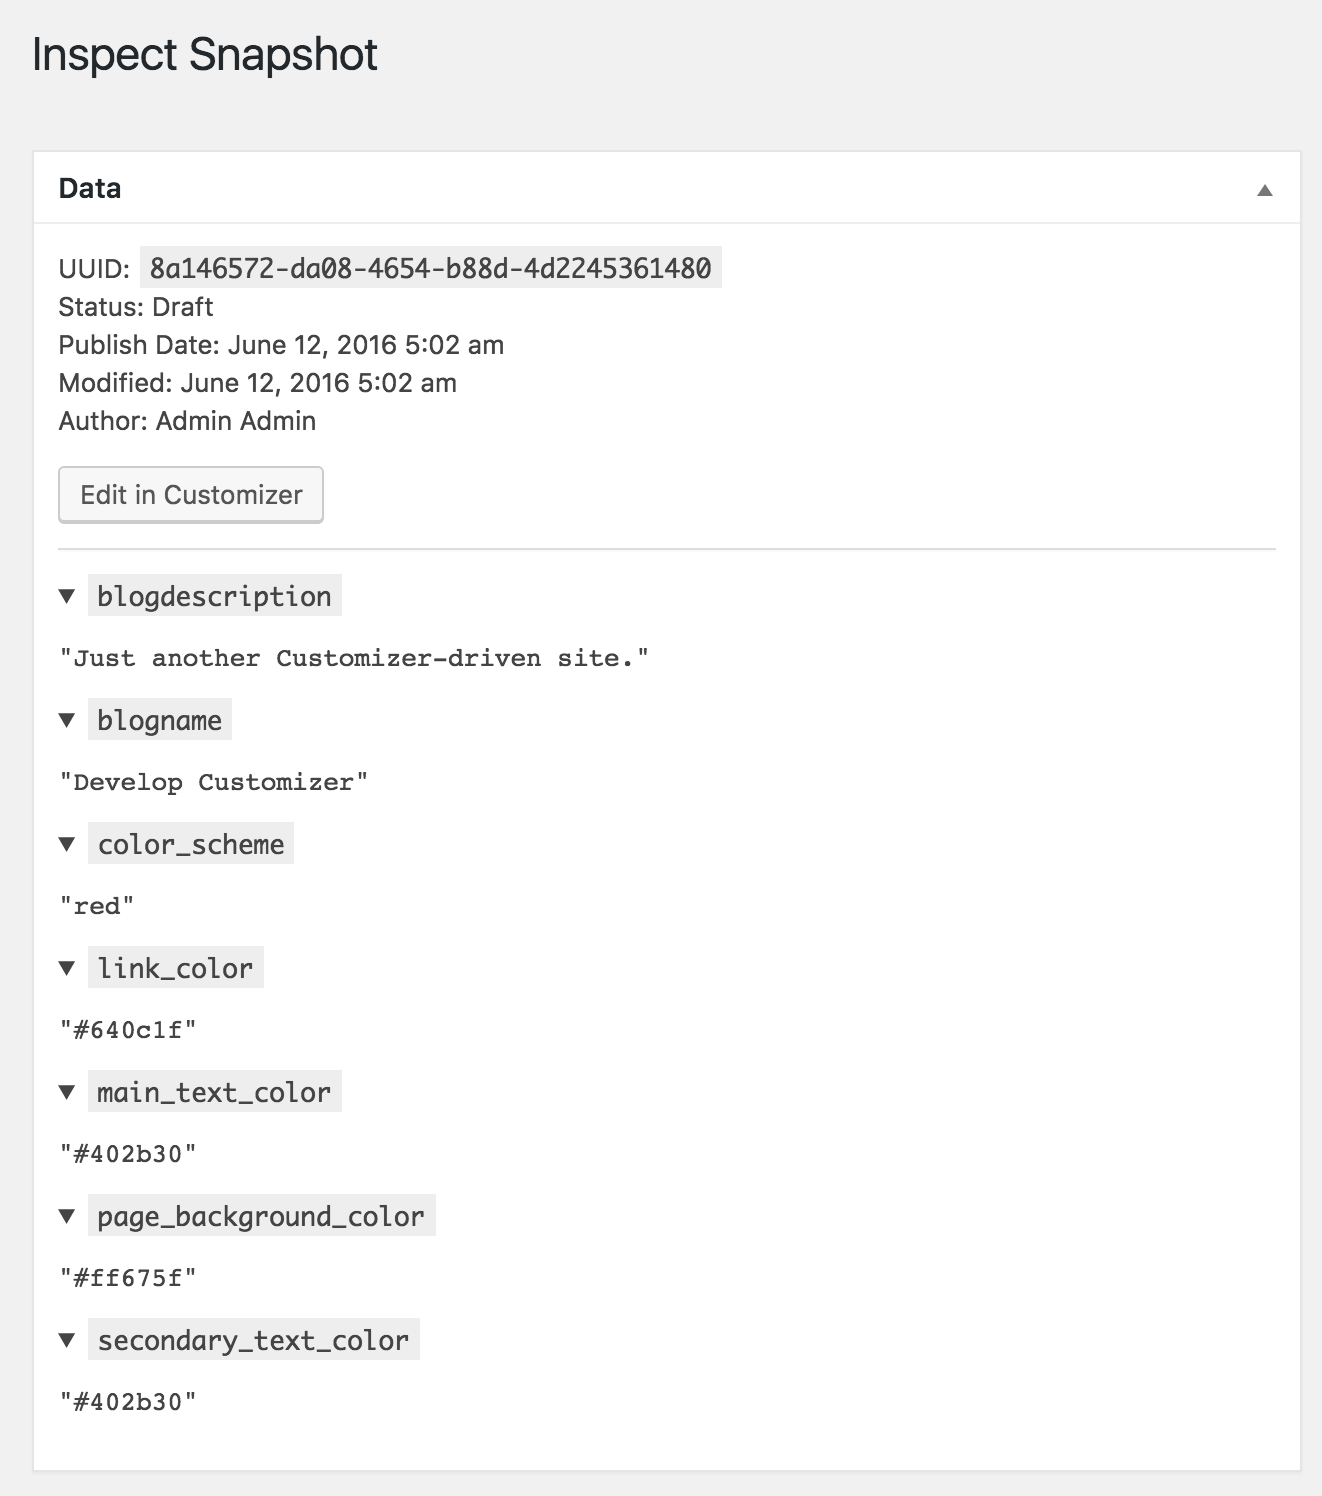 Inspect Snapshot
Data
UUID: 8a146572-da08-4654-b88d-4d2245361480
Status: Draft
Publish Date: June 12, 2016 5:02 am
Modified: June 12, 2016 5:02 am
Author: Admin Admin
Edit in Customizer
blogdescription
"Just another Customizer-driven site."
blogname
"Develop Customizer"
color_scheme
"red"
link_color
"#640c1f"
main_text_color
"#402b30"
page_background_color
"#ff675f"
secondary_text_color
"#402b30"